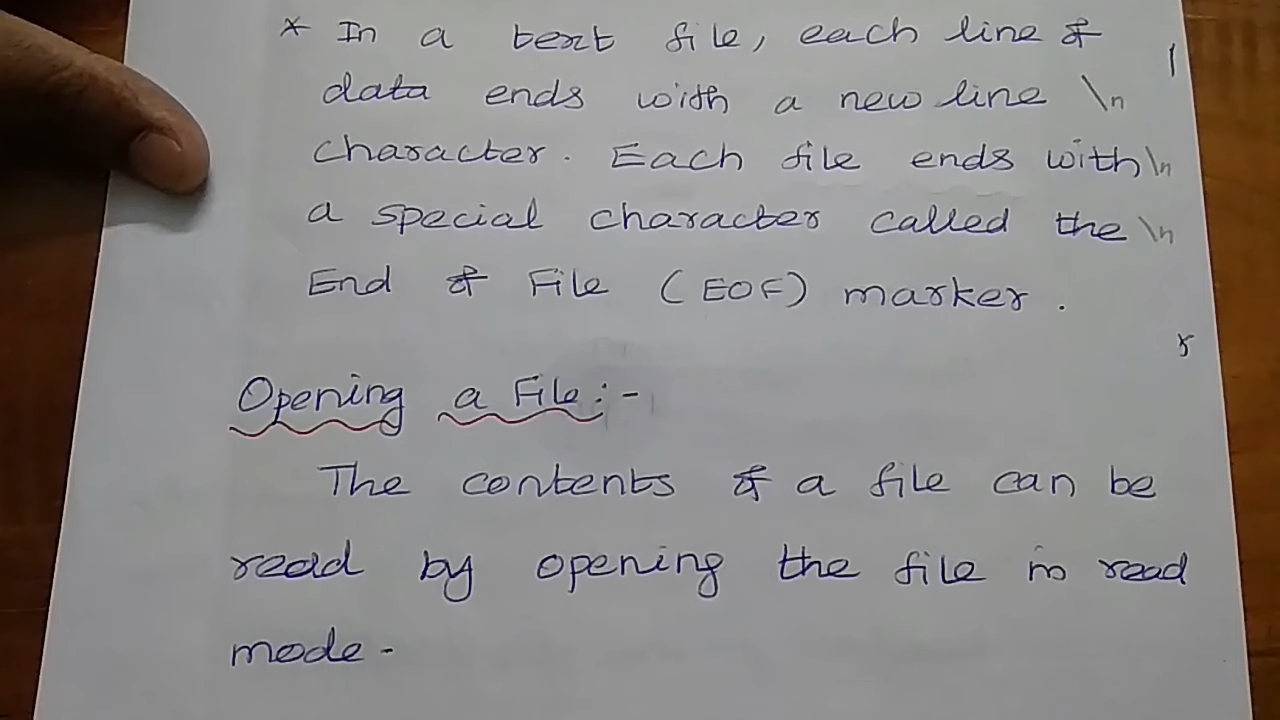 * In a text file, each line of
data ends with a new line \n
character. Each file ends with \n
a special character called the \n
End of File (EOF) marker.
r
Opening a File:-
The contents of a file can be
read by opening the file in read
mode-